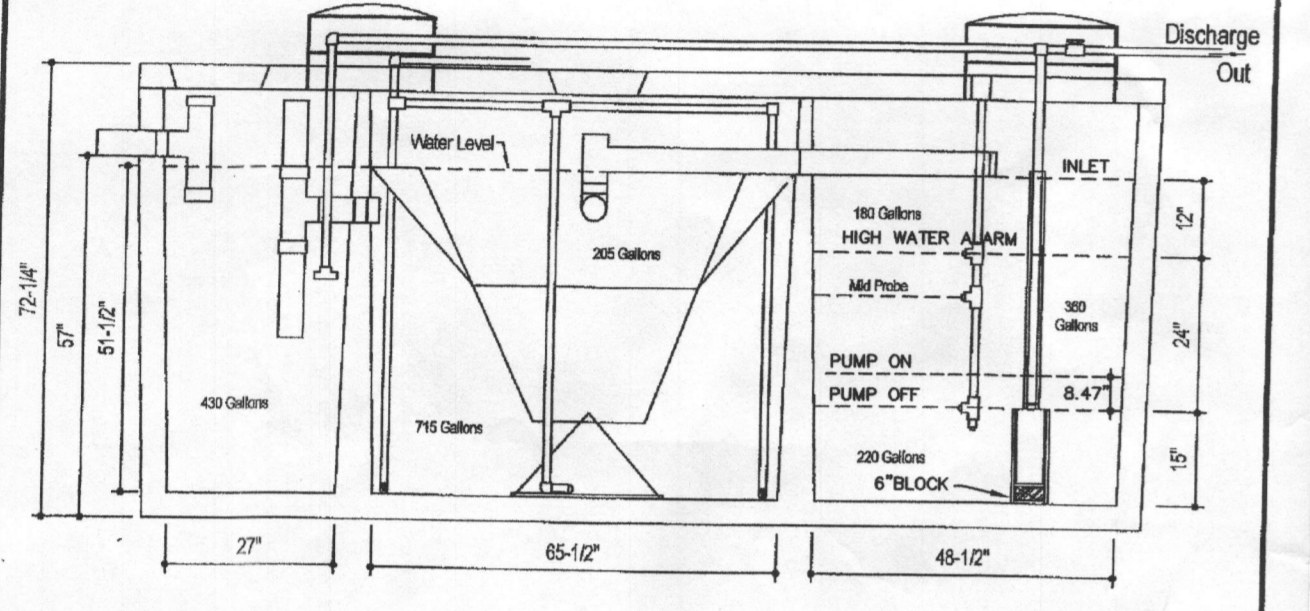 Discharge
Out
Water Level
INLET
180 Gallons
HIGH WATER ALARM
205 Gallons
Mid Probe
360
Gallons
PUMP ON
PUMP OFF
8.47"
430 Gallons
715 Gallons
220 Gallons
6"BLOCK
72-1/4"
57"
51-1/2"
12"
24"
15"
27"
65-1/2"
48-1/2"